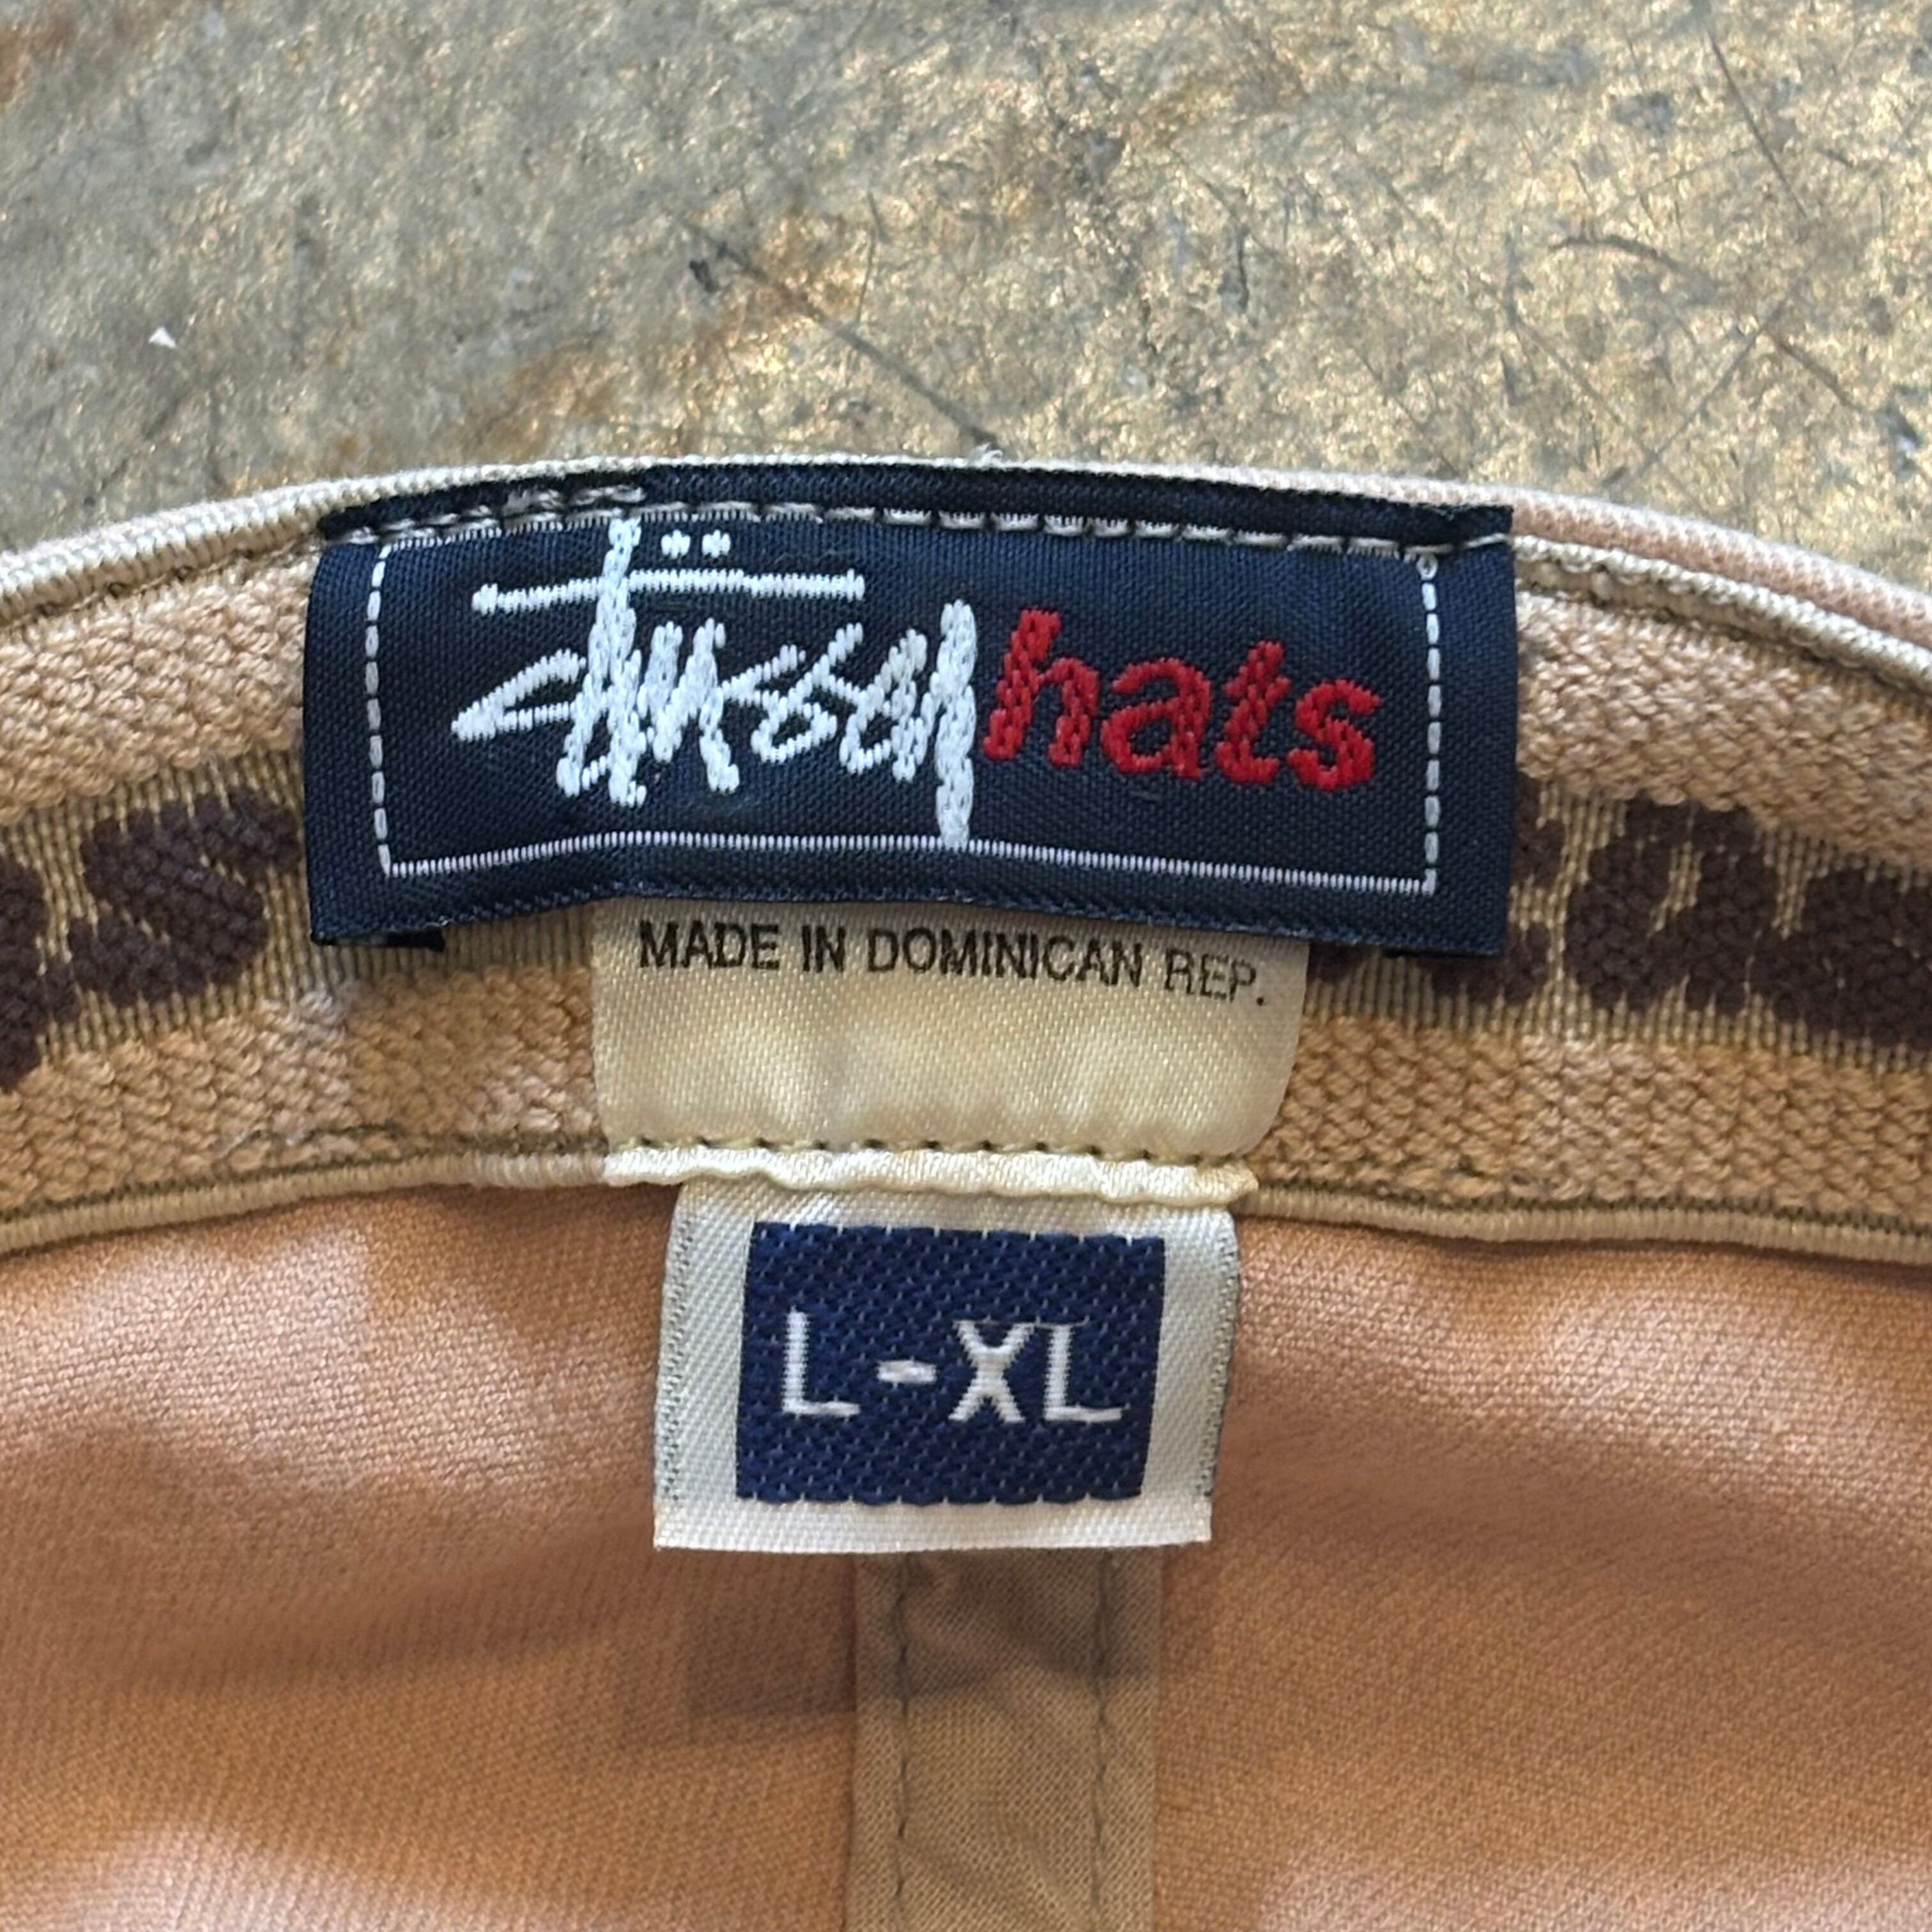 Stüssy hats
MADE IN DOMINICAN REP.
L-XL